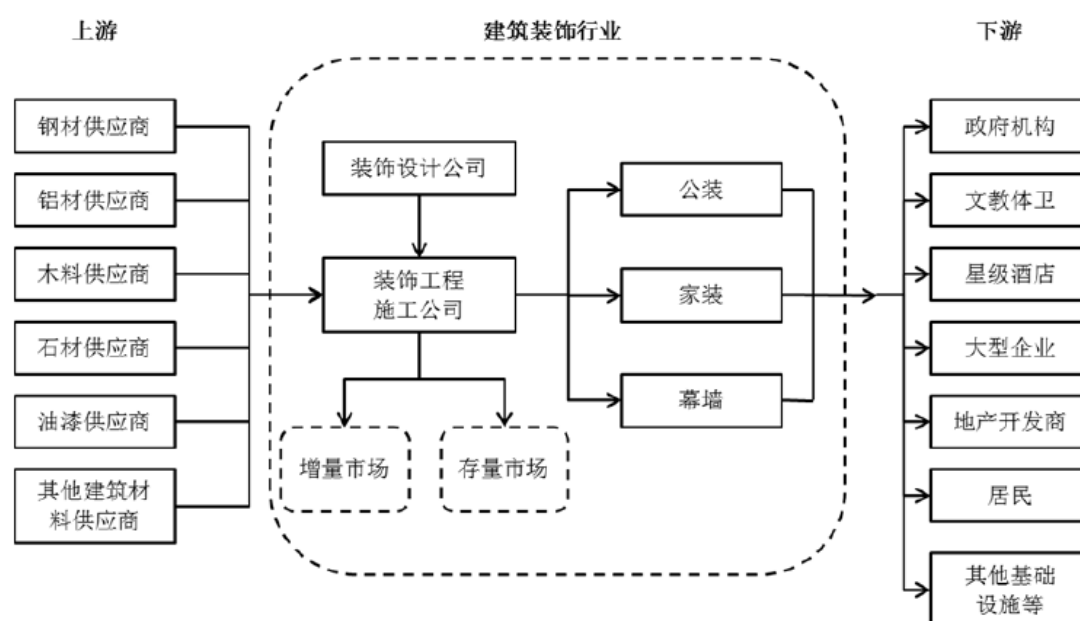 上游
建筑装饰行业
下游
钢材供应商
铝材供应商
木料供应商
石材供应商
油漆供应商
其他建筑材
料供应商
装饰设计公司
装饰工程
施工公司
增量市场
存量市场
公装
家装
幕墙
政府机构
文教体卫
星级酒店
大型企业
地产开发商
居民
其他基础
设施等